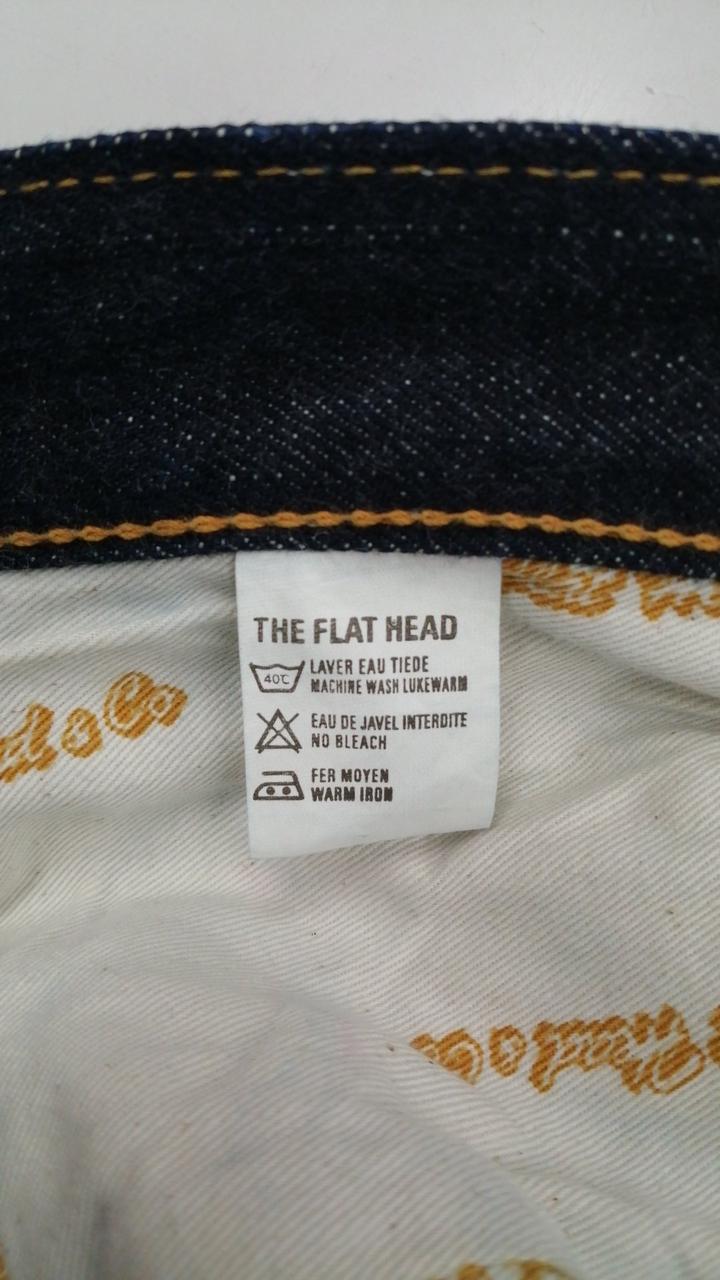 THE FLAT HEAD
40℃
LAVER EAU TIEDE
MACHINE WASH LUKEWARM
EAU DE JAVEL INTERDITE
NO BLEACH
FER MOYEN
WARM IRON
& Co